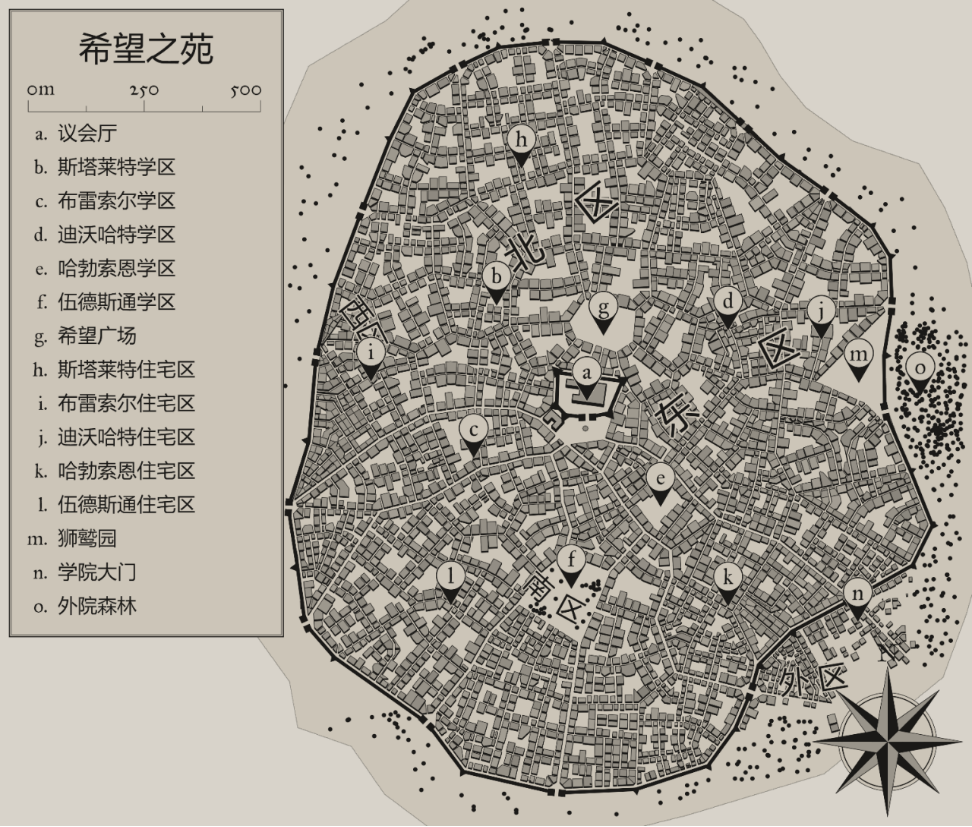 希望之苑
0m 250 500
a. 议会厅
b. 斯塔莱特学区
c. 布雷索尔学区
d. 迪沃哈特学区
e. 哈勃索恩学区
f. 伍德斯通学区
g. 希望广场
h. 斯塔莱特住宅区
i. 布雷索尔住宅区
j. 迪沃哈特住宅区
k. 哈勃索恩住宅区
l. 伍德斯通住宅区
m. 狮鹫园
n. 学院大门
o. 外院森林
h
北区
b
g
d
j
西区
i
a
m
o
东区
c
e
f
l
南区
k
n
外区
N